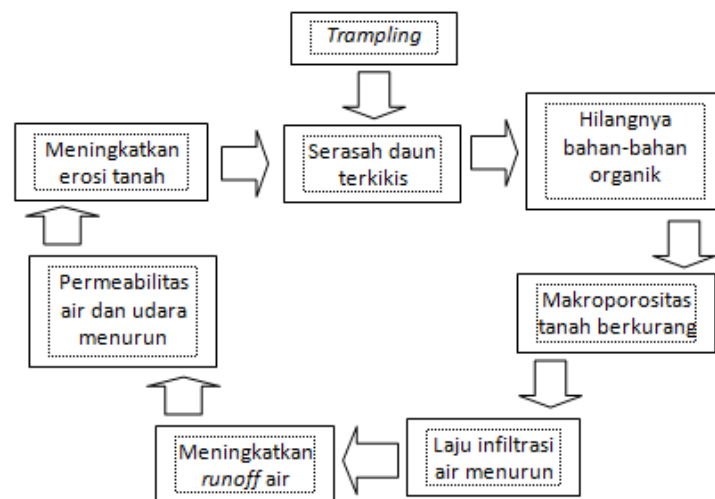 Trampling
Serasah daun
terkikis
Hilangnya
bahan-bahan
organik
Makroporositas
tanah berkurang
Laju infiltrasi
air menurun
Meningkatkan
runoff air
Permeabilitas
air dan udara
menurun
Meningkatkan
erosi tanah